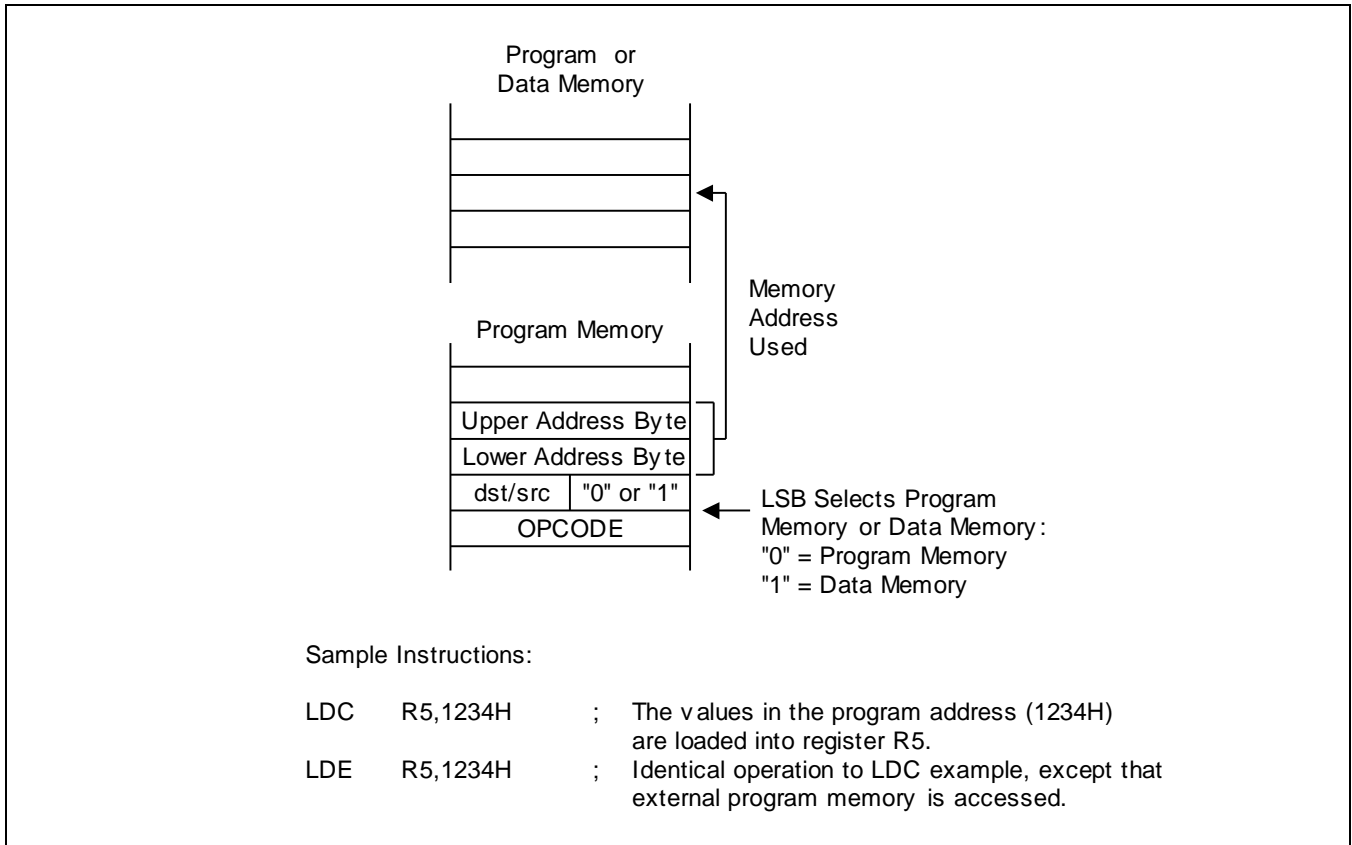 Program or
Data Memory
Memory
Address
Used
Program Memory
Upper Address Byte
Lower Address Byte
dst/src "0" or "1"
OPCODE
LSB Selects Program
Memory or Data Memory:
"0" = Program Memory
"1" = Data Memory
Sample Instructions:
LDC R5,1234H ; The values in the program address (1234H)
are loaded into register R5.
LDE R5,1234H ; Identical operation to LDC example, except that
external program memory is accessed.